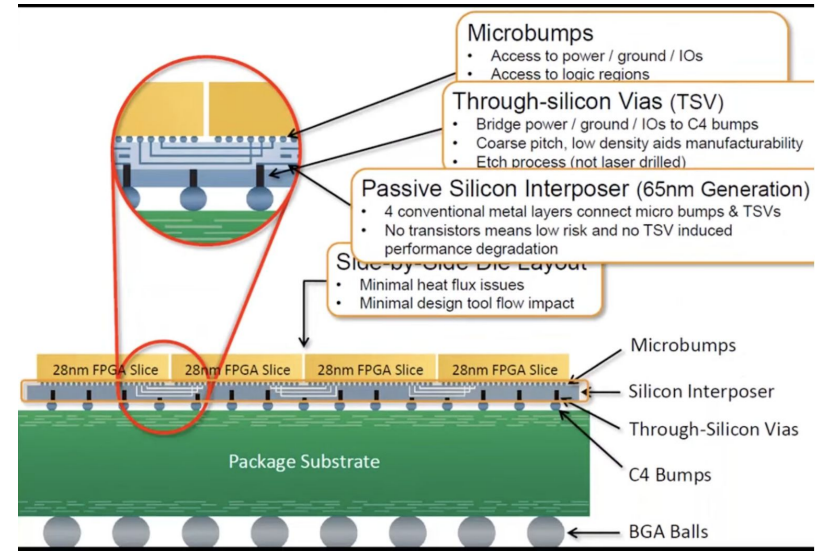 Microbumps
• Access to power / ground / IOs
• Access to logic regions
Through-silicon Vias (TSV)
• Bridge power / ground / IOs to C4 bumps
• Coarse pitch, low density aids manufacturability
• Etch process (not laser drilled)
Passive Silicon Interposer (65nm Generation)
• 4 conventional metal layers connect micro bumps & TSVs
• No transistors means low risk and no TSV induced
performance degradation
Side-by-Side Die Layout
• Minimal heat flux issues
• Minimal design tool flow impact
28nm FPGA Slice
28nm FPGA Slice
28nm FPGA Slice
28nm FPGA Slice
Microbumps
Silicon Interposer
Through-Silicon Vias
C4 Bumps
Package Substrate
BGA Balls